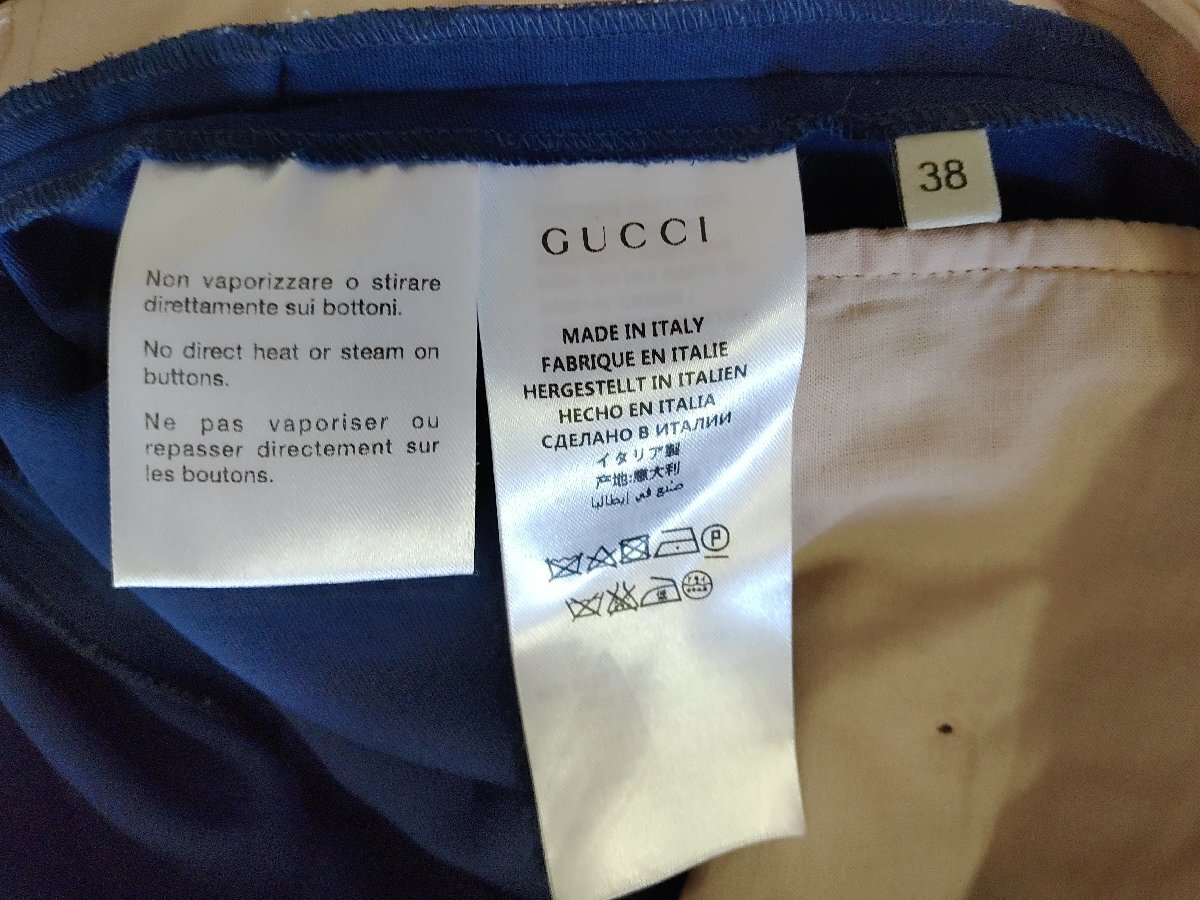 Non vaporizzare o stirare
direttamente sui bottoni.
No direct heat or steam on
buttons.
Ne pas vaporiser ou
repasser directement sur
les boutons.
GUCCI
MADE IN ITALY
FABRIQUE EN ITALIE
HERGESTELLT IN ITALIEN
HECHO EN ITALIA
СДЕЛАНО В ИТАЛИИ
イタリア製
产地:意大利
صنع في إيطاليا
P
38